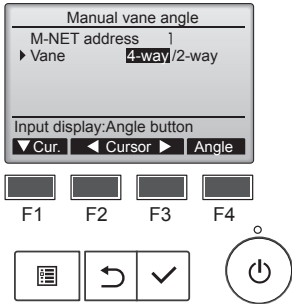 Manual vane angle
M-NET address 1
Vane 4-way/2-way
Input display:Angle button
▼Cur. ◀ Cursor ▶ Angle
F1 F2 F3 F4